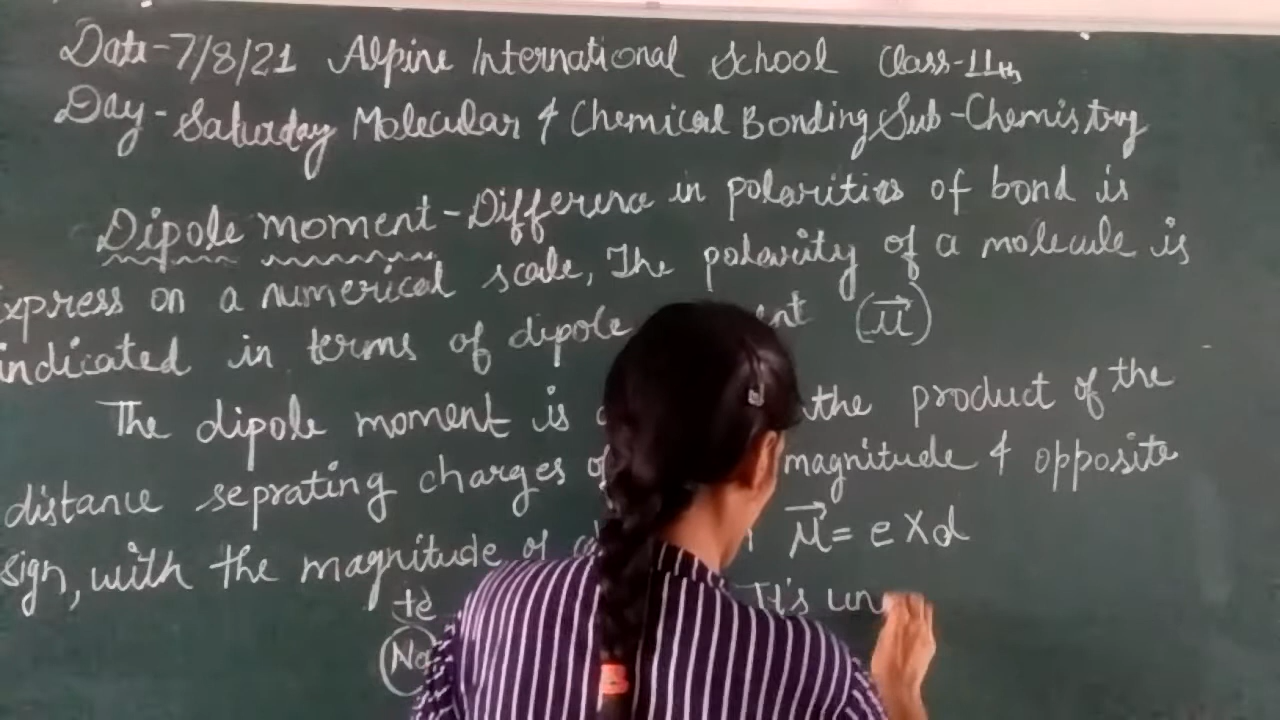 Date-7/8/21 Alpine International School Class-11th
Day-Saturday Molecular & Chemical Bonding Sub-Chemistry
Dipole moment-Difference in polarities of bond is
express on a numerical scale, The polarity of a molecule is
indicated in terms of dipole (μ⃗)
The dipole moment is the product of the
distance seprating charges of magnitude & opposite
sign, with the magnitude of μ⃗ = e X d
+e It's
Na